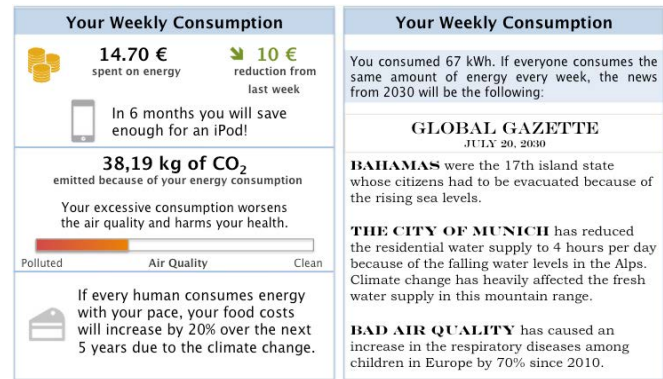 Your Weekly Consumption
14.70 €
spent on energy
10 €
reduction from
last week
In 6 months you will save
enough for an iPod!
38,19 kg of CO₂
emitted because of your energy consumption
Your excessive consumption worsens
the air quality and harms your health.
Polluted Air Quality Clean
If every human consumes energy
with your pace, your food costs
will increase by 20% over the next
5 years due to the climate change.
Your Weekly Consumption
You consumed 67 kWh. If everyone consumes the
same amount of energy every week, the news
from 2030 will be the following:
GLOBAL GAZETTE
JULY 20, 2030
BAHAMAS were the 17th island state
whose citizens had to be evacuated because of
the rising sea levels.
THE CITY OF MUNICH has reduced
the residential water supply to 4 hours per day
because of the falling water levels in the Alps.
Climate change has heavily affected the fresh
water supply in this mountain range.
BAD AIR QUALITY has caused an
increase in the respiratory diseases among
children in Europe by 70% since 2010.